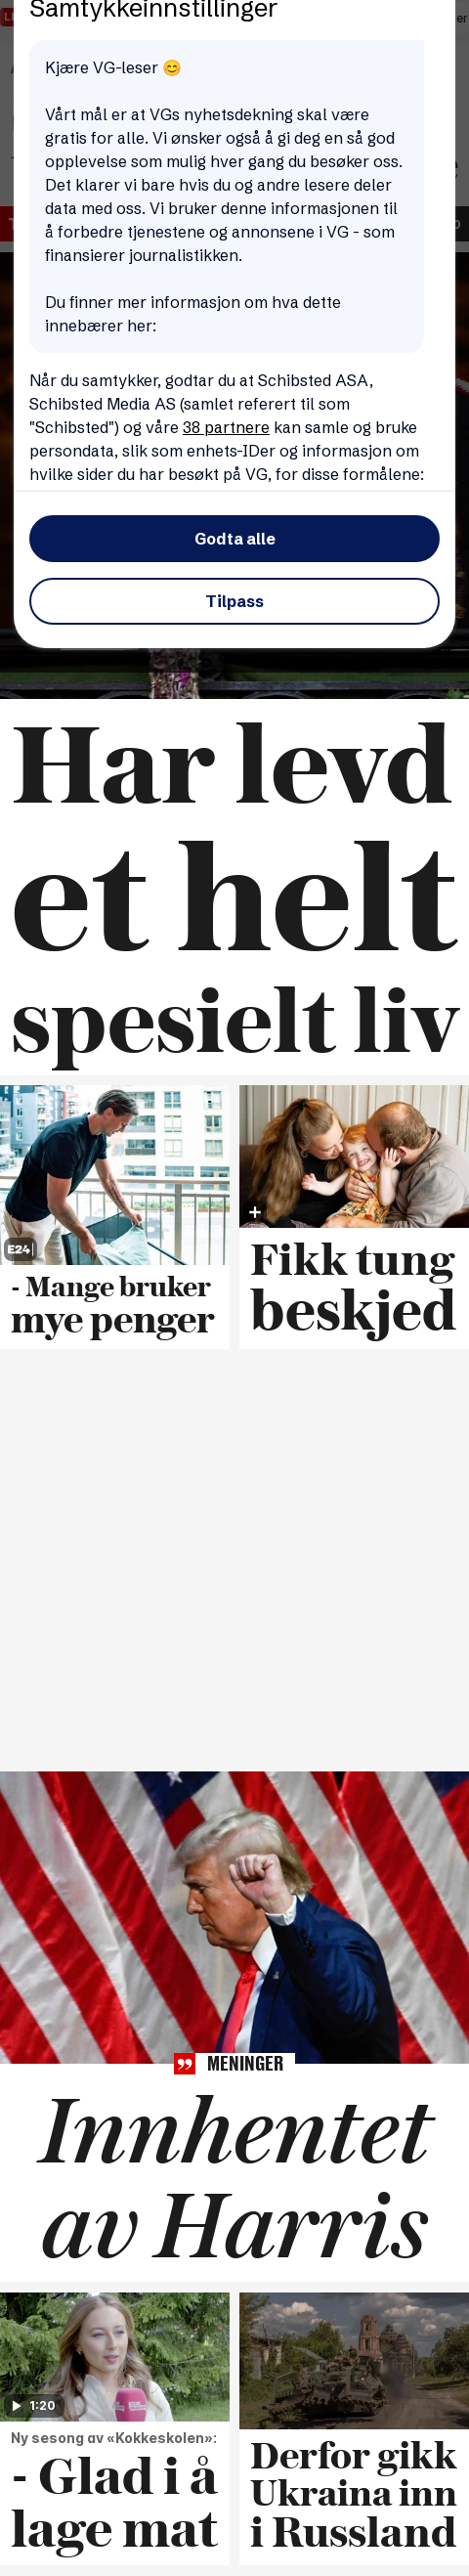 Samtykkeinnstillinger
Kjære VG-leser 😊
Vårt mål er at VGs nyhetsdekning skal være
gratis for alle. Vi ønsker også å gi deg en så god
opplevelse som mulig hver gang du besøker oss.
Det klarer vi bare hvis du og andre lesere deler
data med oss. Vi bruker denne informasjonen til
å forbedre tjenestene og annonsene i VG - som
finansierer journalistikken.
Du finner mer informasjon om hva dette
innebærer her:
Når du samtykker, godtar du at Schibsted ASA,
Schibsted Media AS (samlet referert til som
"Schibsted") og våre 38 partnere kan samle og bruke
persondata, slik som enhets-IDer og informasjon om
hvilke sider du har besøkt på VG, for disse formålene:
Godta alle
Tilpass
Har levd
et helt
spesielt liv
E24
- Mange bruker
mye penger
Fikk tung
beskjed
MENINGER
Innhentet
av Harris
1:20
Ny sesong av «Kokkeskolen»:
- Glad i å
lage mat
Derfor gikk
Ukraina inn
i Russland